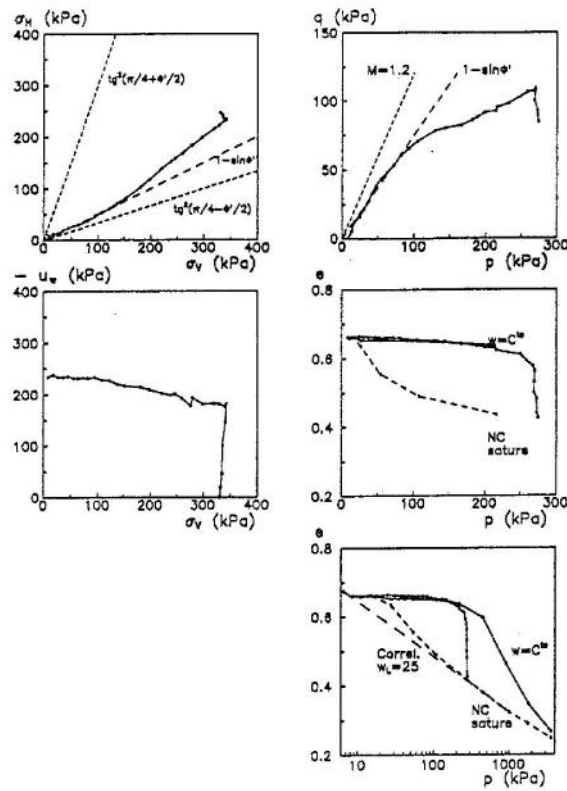 σH (kPa)
400
300
200
100
0
0 100 200 300 400
σV (kPa)
tg²(π/4+Φ'/2)
1-sinΦ'
tg²(π/4-Φ'/2)
q (kPa)
150
100
50
0
0 100 200 300
p (kPa)
M=1.2
1-sinΦ'
- uw (kPa)
400
300
200
100
0
0 100 200 300 400
σV (kPa)
e
0.8
0.6
0.4
0.2
0 100 200 300
p (kPa)
w=Cte
NC
sature
e
0.8
0.6
0.4
0.2
10 100 1000
p (kPa)
Correl.
wL=25
w=Cte
NC
sature